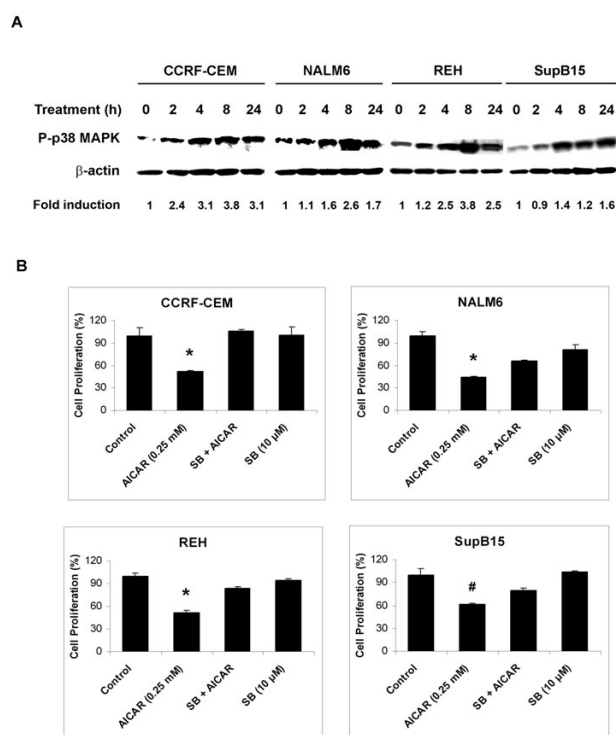 A
CCRF-CEM NALM6 REH SupB15
Treatment (h) 0 2 4 8 24 0 2 4 8 24 0 2 4 8 24 0 2 4 8 24
P-p38 MAPK
β-actin
Fold induction 1 2.4 3.1 3.8 3.1 1 1.1 1.6 2.6 1.7 1 1.2 2.5 3.8 2.5 1 0.9 1.4 1.2 1.6
B
CCRF-CEM
Cell Proliferation (%)
120
90
60
30
0
*
Control
AICAR (0.25 mM)
SB + AICAR
SB (10 µM)
NALM6
Cell Proliferation (%)
120
90
60
30
0
*
Control
AICAR (0.25 mM)
SB + AICAR
SB (10 µM)
REH
Cell Proliferation (%)
120
90
60
30
0
*
Control
AICAR (0.25 mM)
SB + AICAR
SB (10 µM)
SupB15
Cell Proliferation (%)
120
90
60
30
0
#
Control
AICAR (0.25 mM)
SB + AICAR
SB (10 µM)